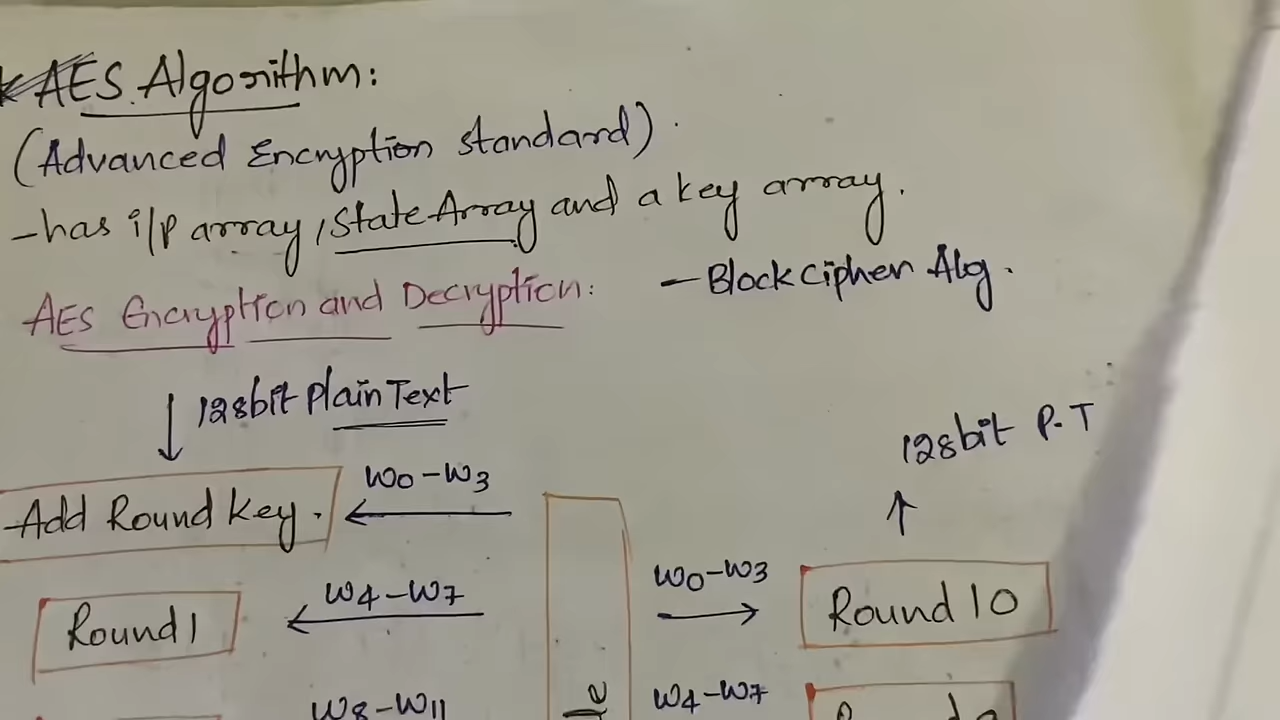 AES Algorithm:
(Advanced Encryption Standard).
-has i/p array, State Array and a key array.
AES Encryption and Decryption: - Block Cipher Alg.
128bit Plain Text
128bit P.T
w0-w3
Add Round key.
w0-w3
Round 10
w4-w7
Round 1
w8-w11
w4-w7